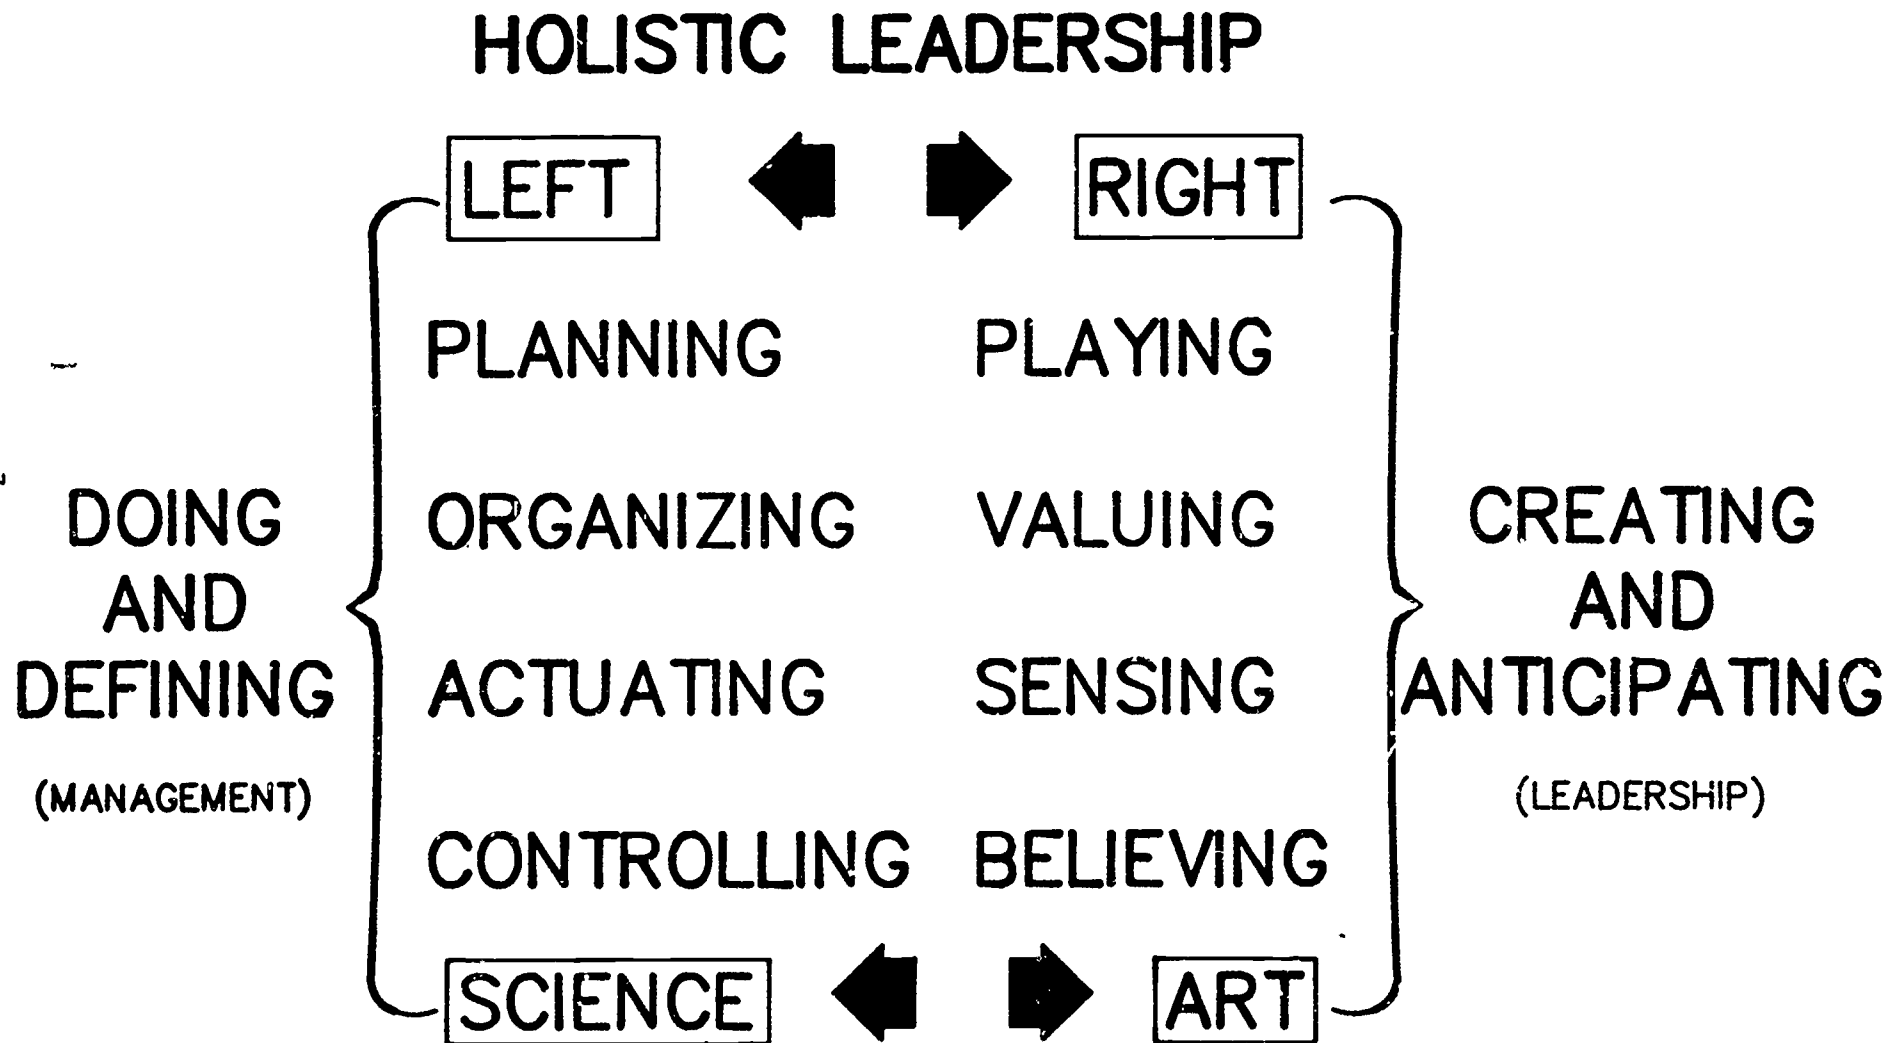 HOLISTIC LEADERSHIP
LEFT RIGHT
PLANNING PLAYING
DOING ORGANIZING VALUING CREATING
AND AND
DEFINING ACTUATING SENSING ANTICIPATING
(MANAGEMENT) (LEADERSHIP)
CONTROLLING BELIEVING
SCIENCE ART